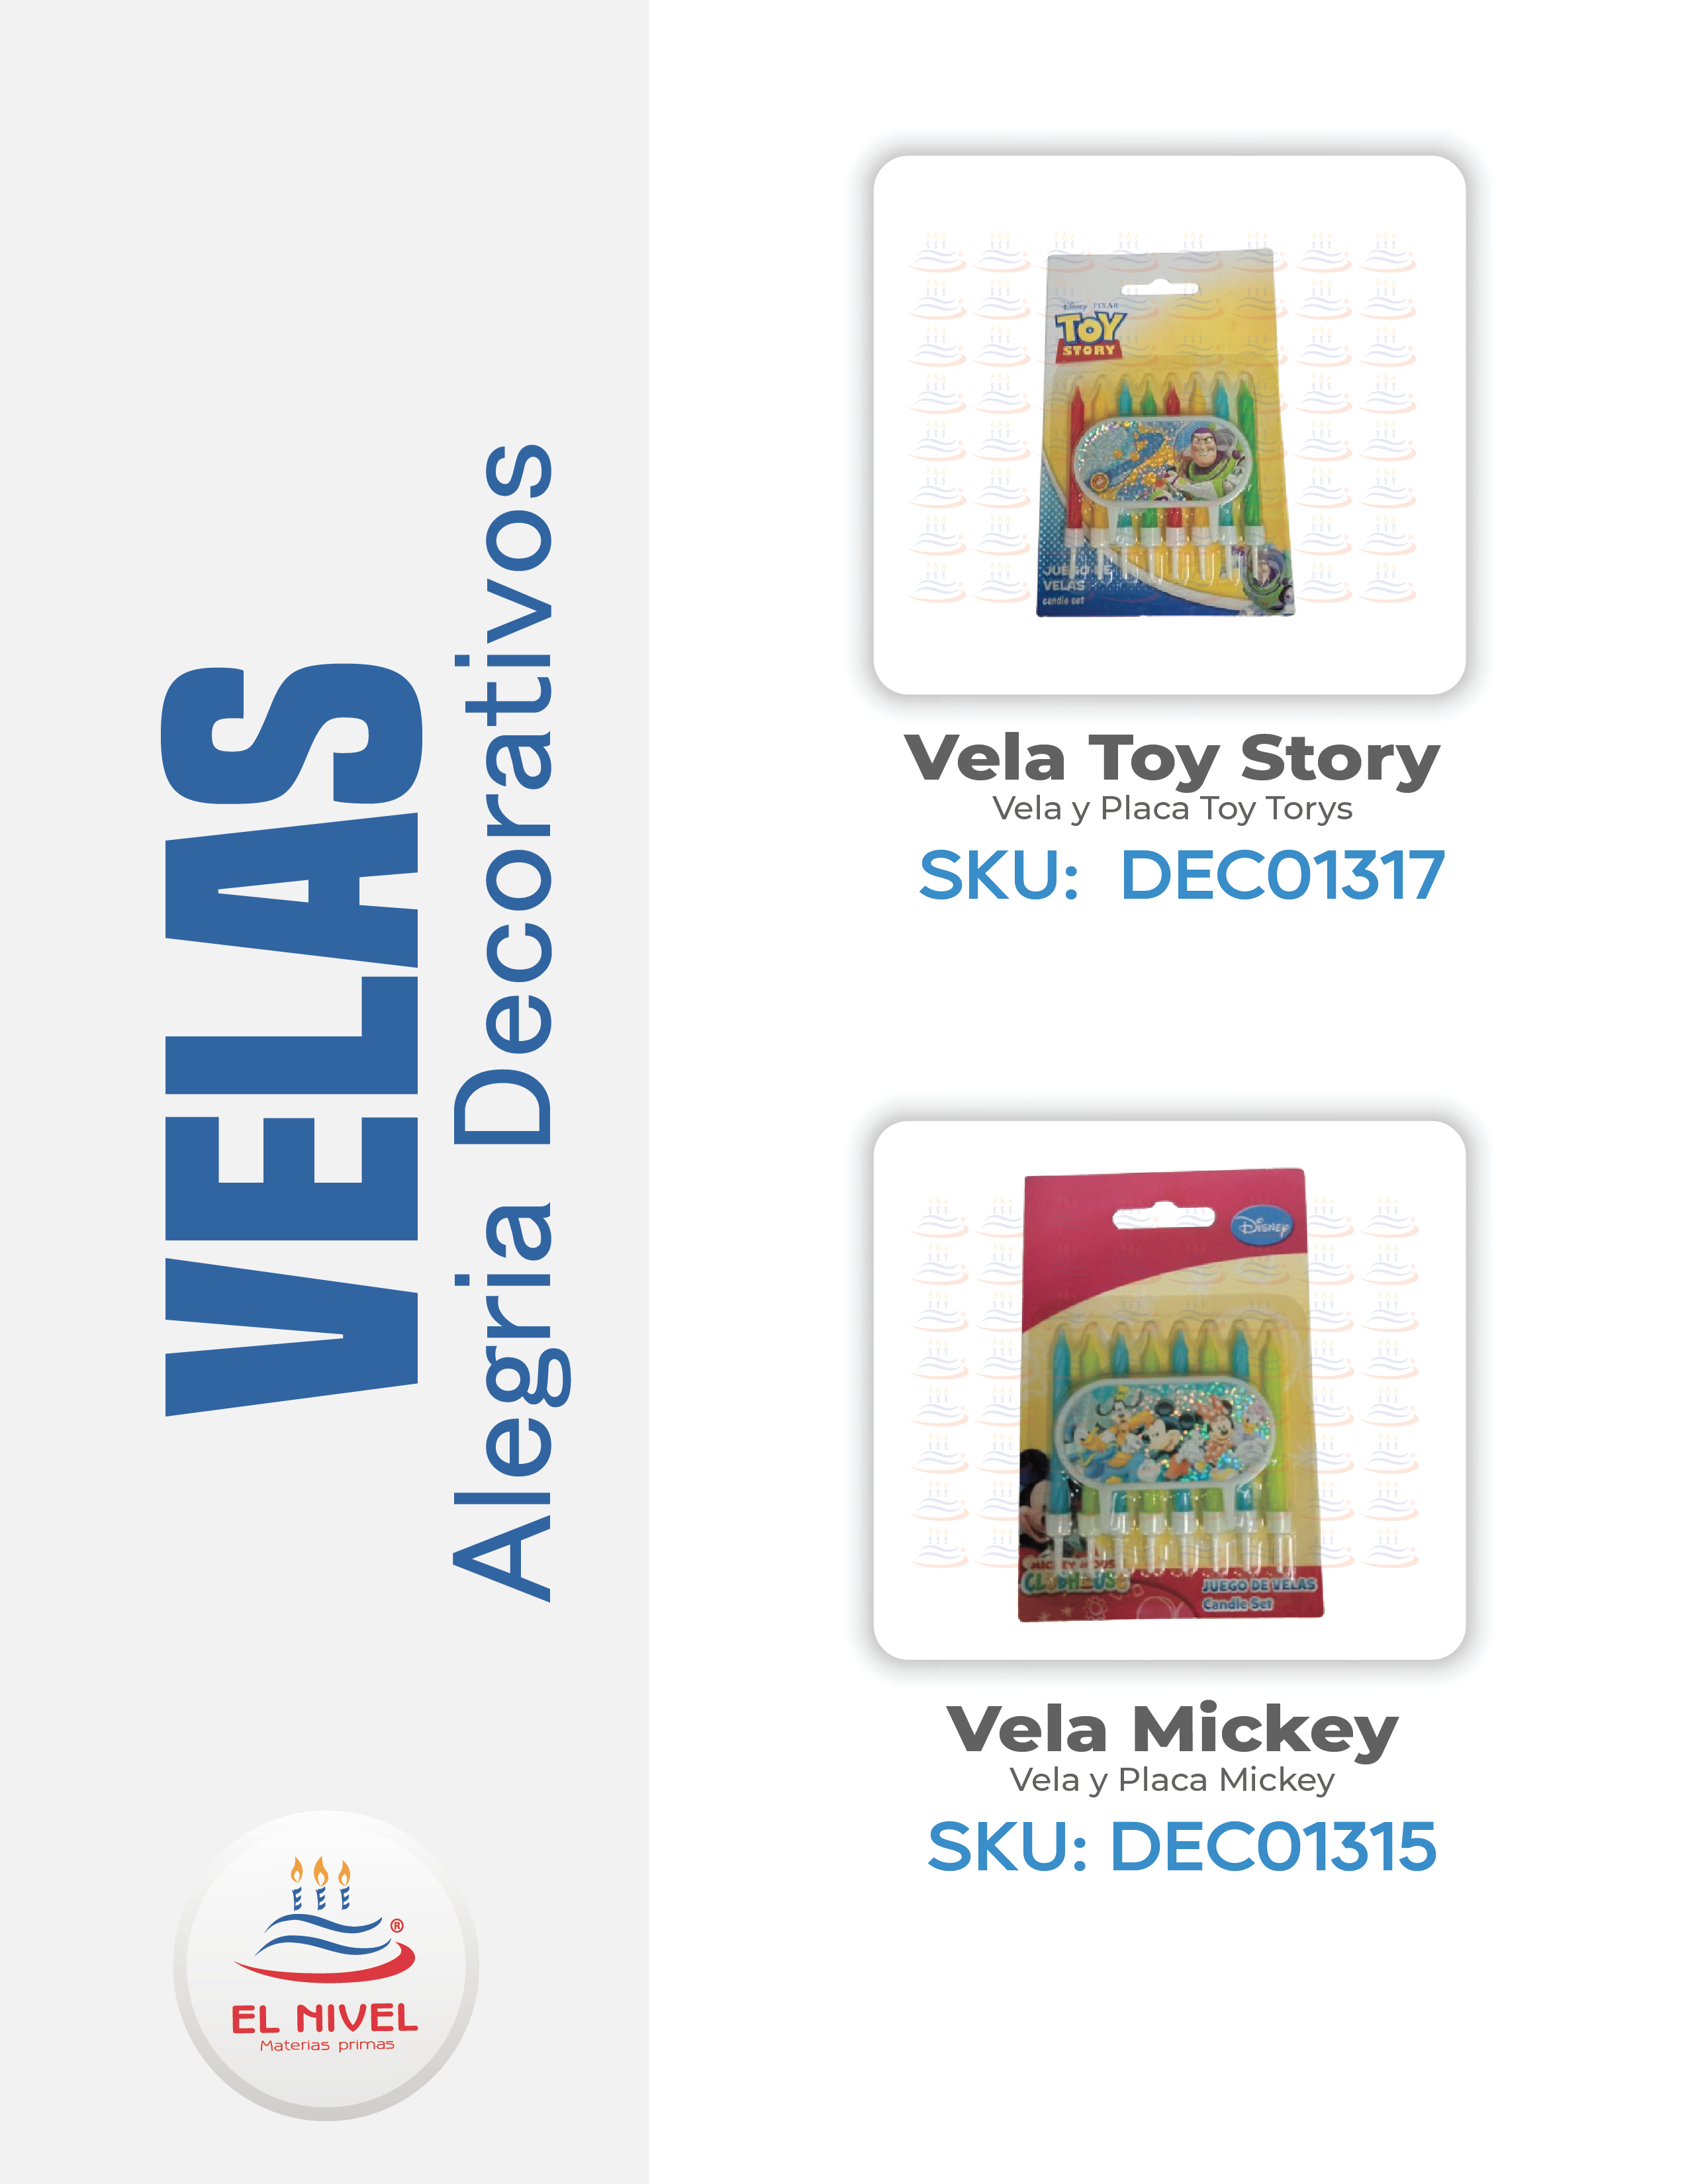 VELAS
Alegria Decorativos
Disney PIXAR
TOY
STORY
JUEGO DE
VELAS
candle set
Vela Toy Story
Vela y Placa Toy Torys
SKU: DEC01317
Disney
MICKEY MOUSE
CLUBHOUSE
JUEGO DE VELAS
Candle Set
Vela Mickey
Vela y Placa Mickey
SKU: DEC01315
®
EL NIVEL
Materias primas